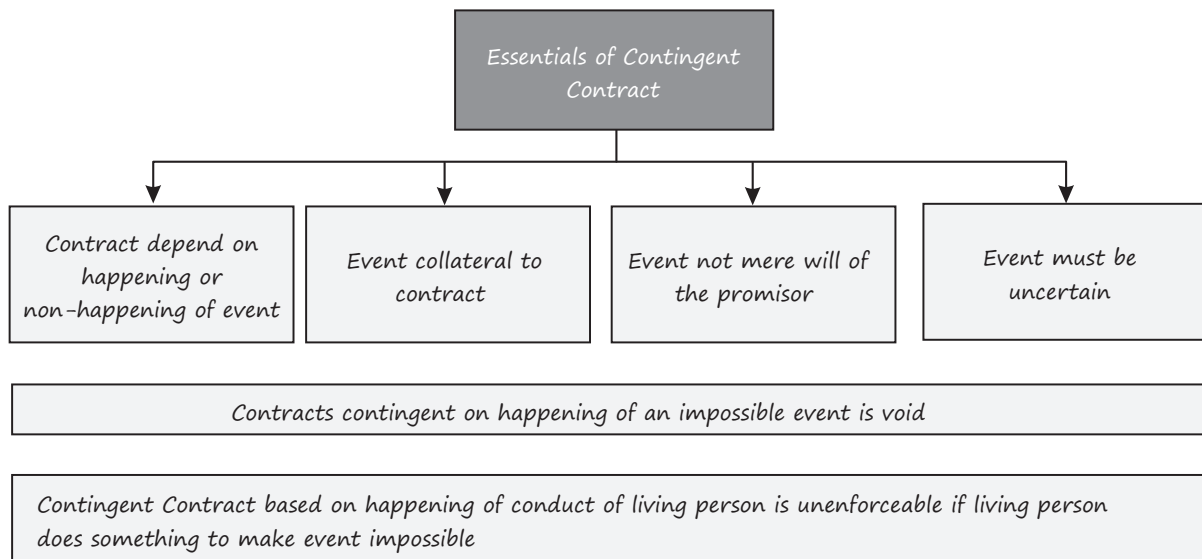 Essentials of Contingent
Contract
Contract depend on
happening or
non-happening of event
Event collateral to
contract
Event not mere will of
the promisor
Event must be
uncertain
Contracts contingent on happening of an impossible event is void
Contingent Contract based on happening of conduct of living person is unenforceable if living person
does something to make event impossible